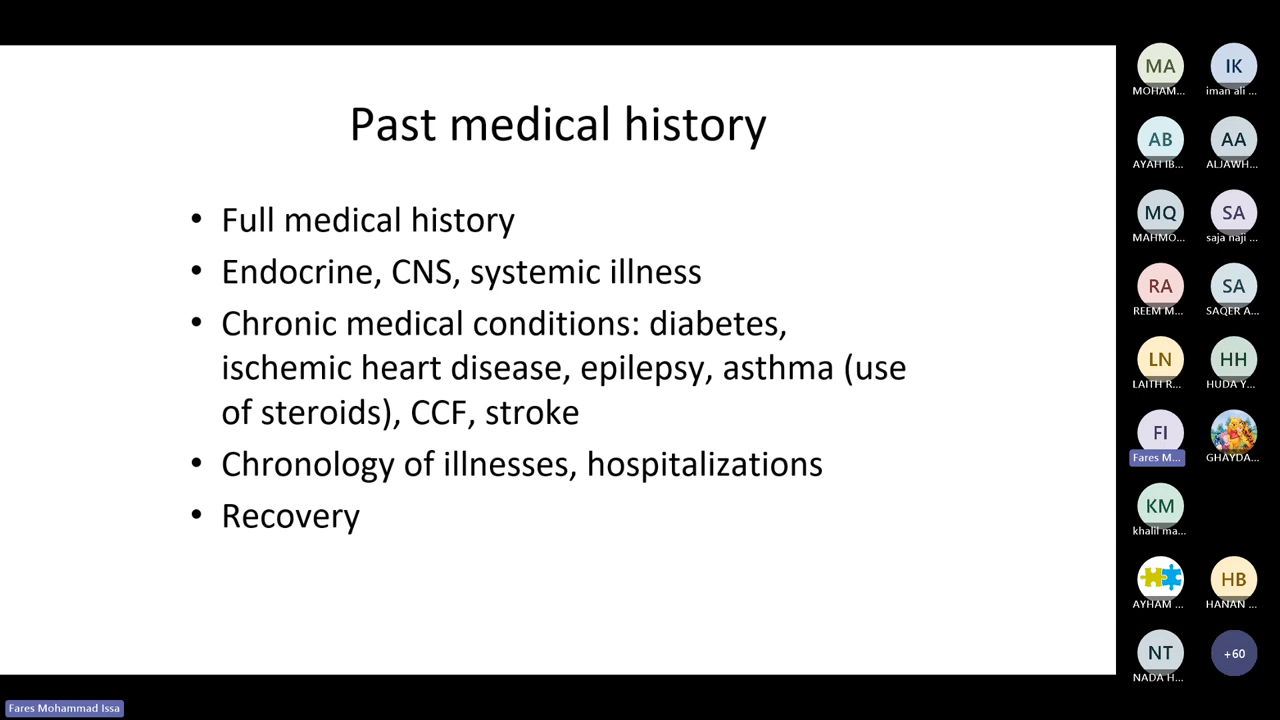 Past medical history
• Full medical history
• Endocrine, CNS, systemic illness
• Chronic medical conditions: diabetes,
ischemic heart disease, epilepsy, asthma (use
of steroids), CCF, stroke
• Chronology of illnesses, hospitalizations
• Recovery
MA IK
MOHAM... iman ali ...
AB AA
AYAH IB... ALJAWH...
MQ SA
MAHMO... saja naji ...
RA SA
REEM M... SAQER A...
LN HH
LAITH R... HUDA Y...
FI
Fares M... GHAYDA...
KM
khalil ma...
HB
AYHAM ... HANAN ...
NT +60
NADA H...
Fares Mohammad Issa